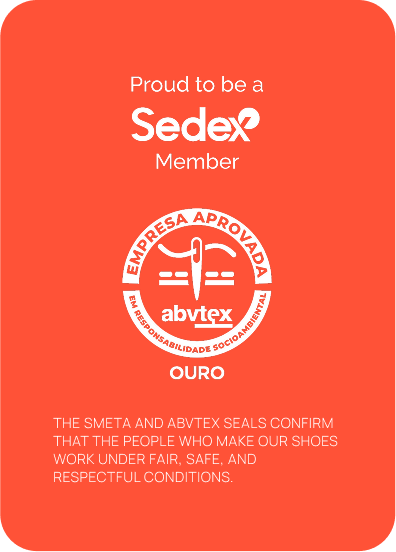 Proud to be a
Sedex
Member
EMPRESA APROVADA
abvtex
EM RESPONSABILIDADE SOCIOAMBIENTAL
OURO
THE SMETA AND ABVTEX SEALS CONFIRM
THAT THE PEOPLE WHO MAKE OUR SHOES
WORK UNDER FAIR, SAFE, AND
RESPECTFUL CONDITIONS.